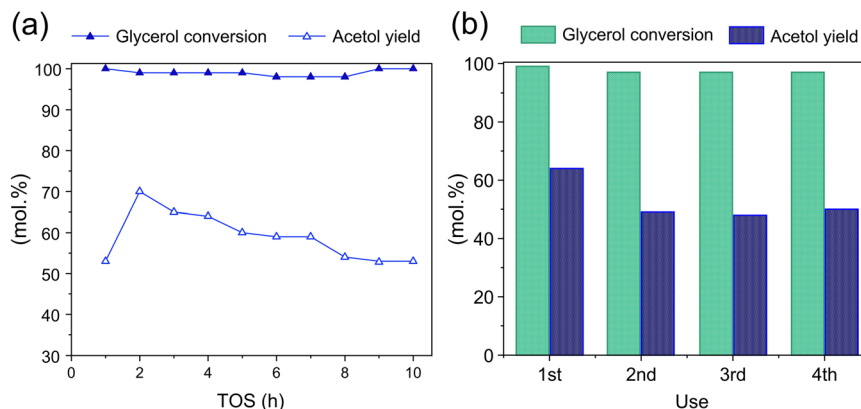 (a)
Glycerol conversion
Acetol yield
(mol.%)
100
90
80
70
60
50
40
30
0
2
4
6
8
10
TOS (h)
(b)
Glycerol conversion
Acetol yield
(mol.%)
100
80
60
40
20
0
1st
2nd
3rd
4th
Use